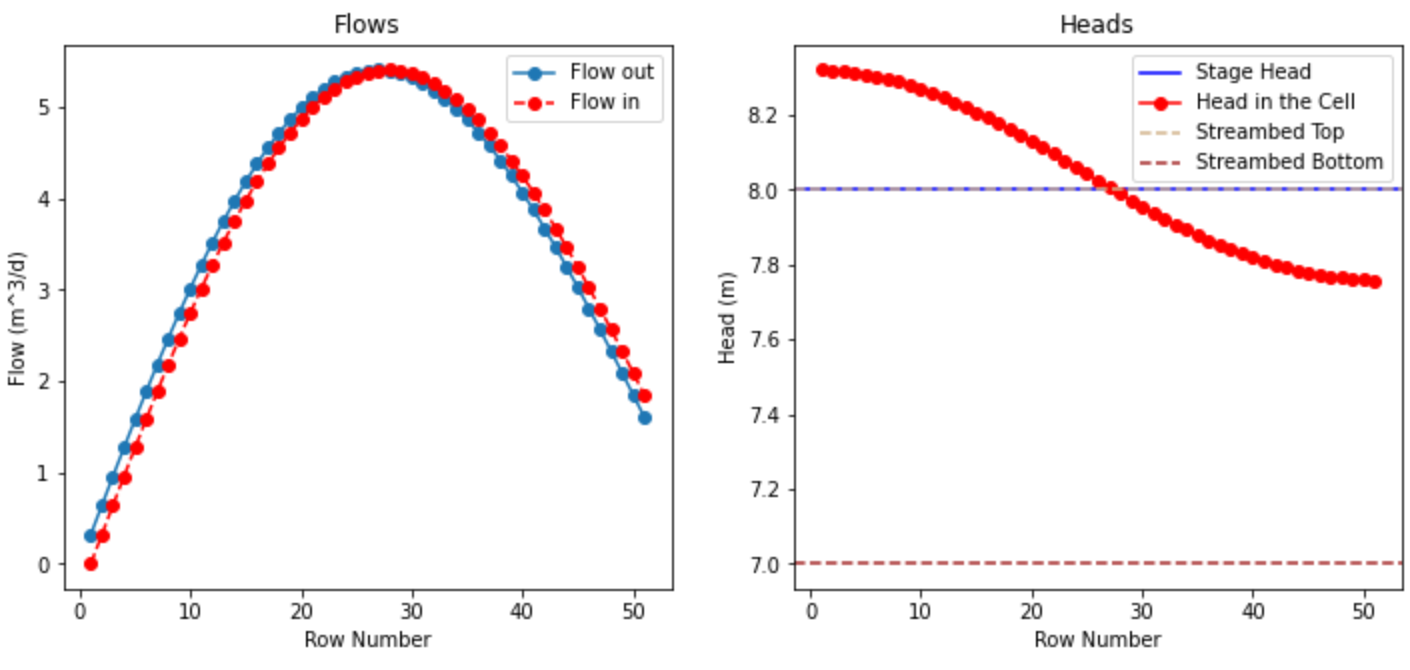 Flows
Flow out
Flow in
5
4
3
2
1
0
Flow (m^3/d)
0 10 20 30 40 50
Row Number
Heads
Stage Head
Head in the Cell
Streambed Top
Streambed Bottom
8.2
8.0
7.8
7.6
7.4
7.2
7.0
Head (m)
0 10 20 30 40 50
Row Number